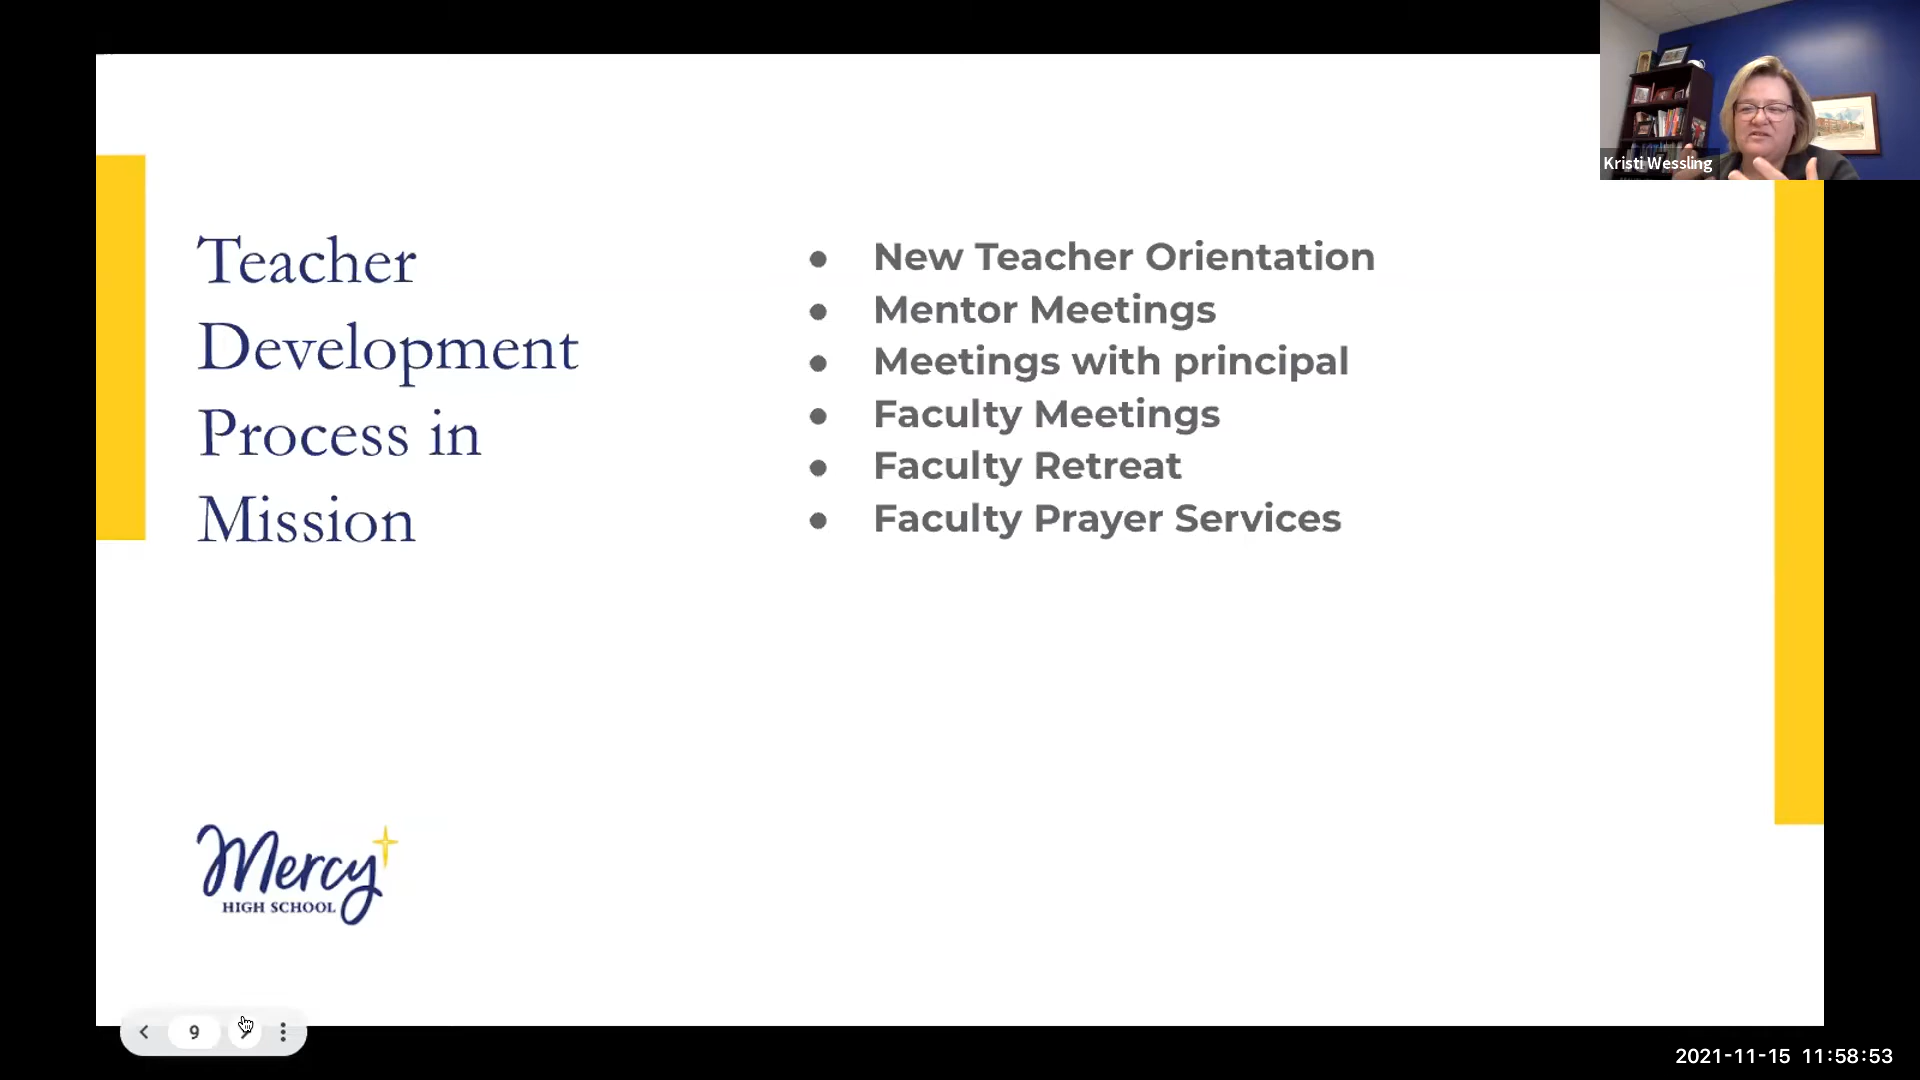 Kristi Wessling
Teacher
Development
Process in
Mission
● New Teacher Orientation
● Mentor Meetings
● Meetings with principal
● Faculty Meetings
● Faculty Retreat
● Faculty Prayer Services
Mercy
HIGH SCHOOL
9
2021-11-15 11:58:53